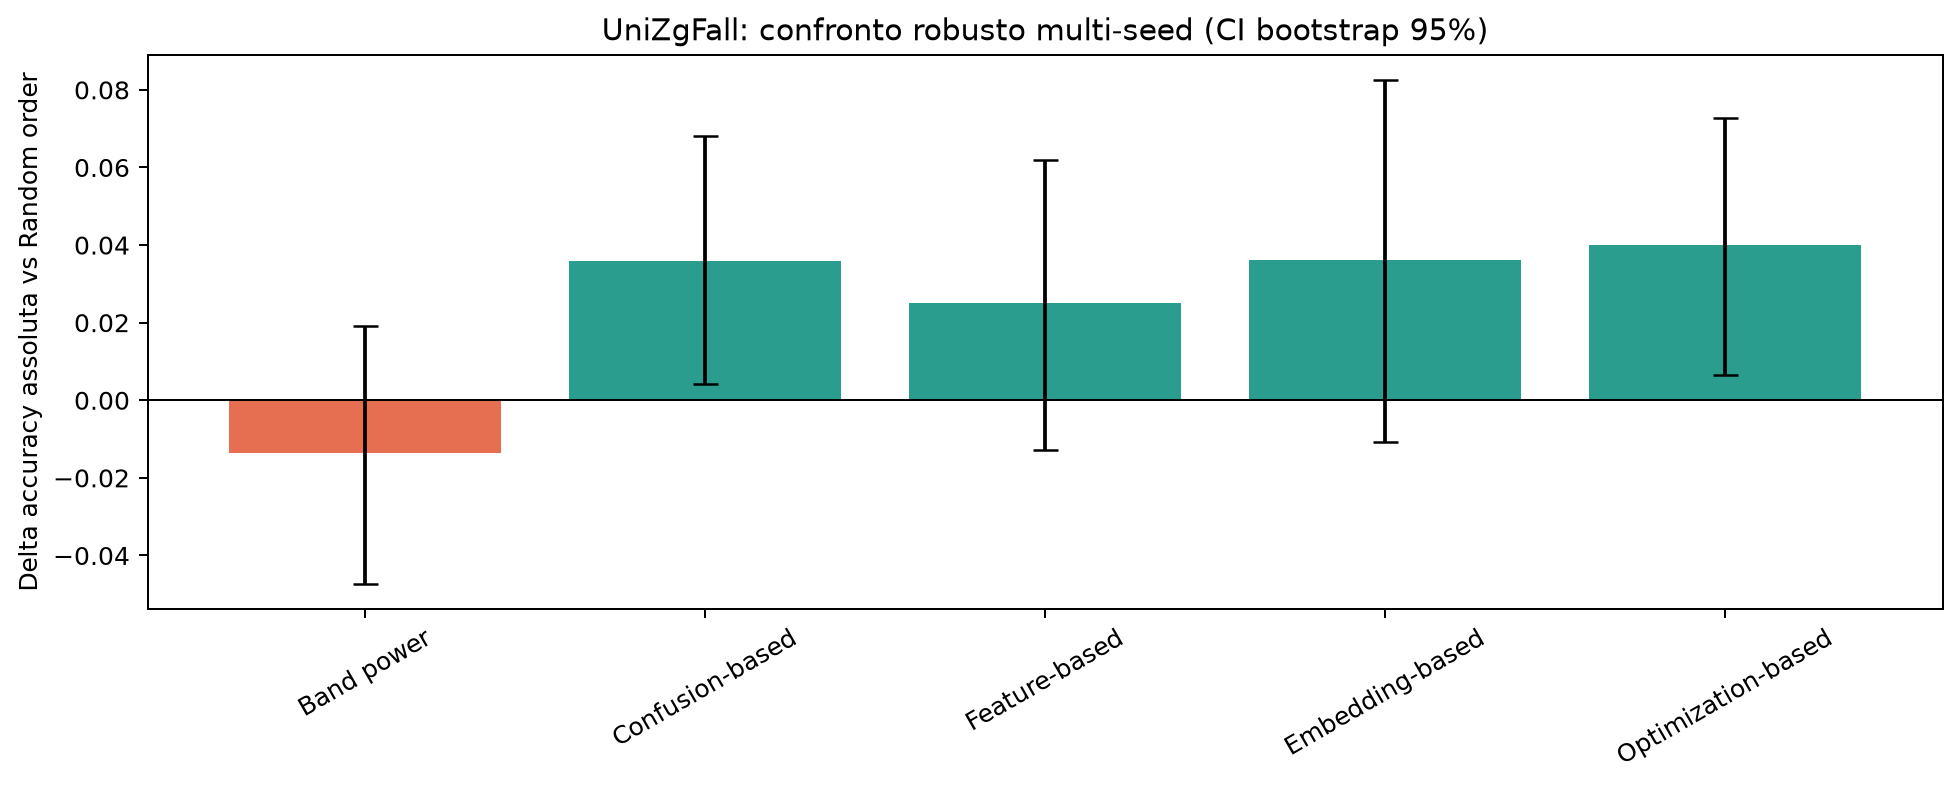 UniZgFall: confronto robusto multi-seed (CI bootstrap 95%)
Delta accuracy assoluta vs Random order
0.08
0.06
0.04
0.02
0.00
−0.02
−0.04
Band power
Confusion-based
Feature-based
Embedding-based
Optimization-based